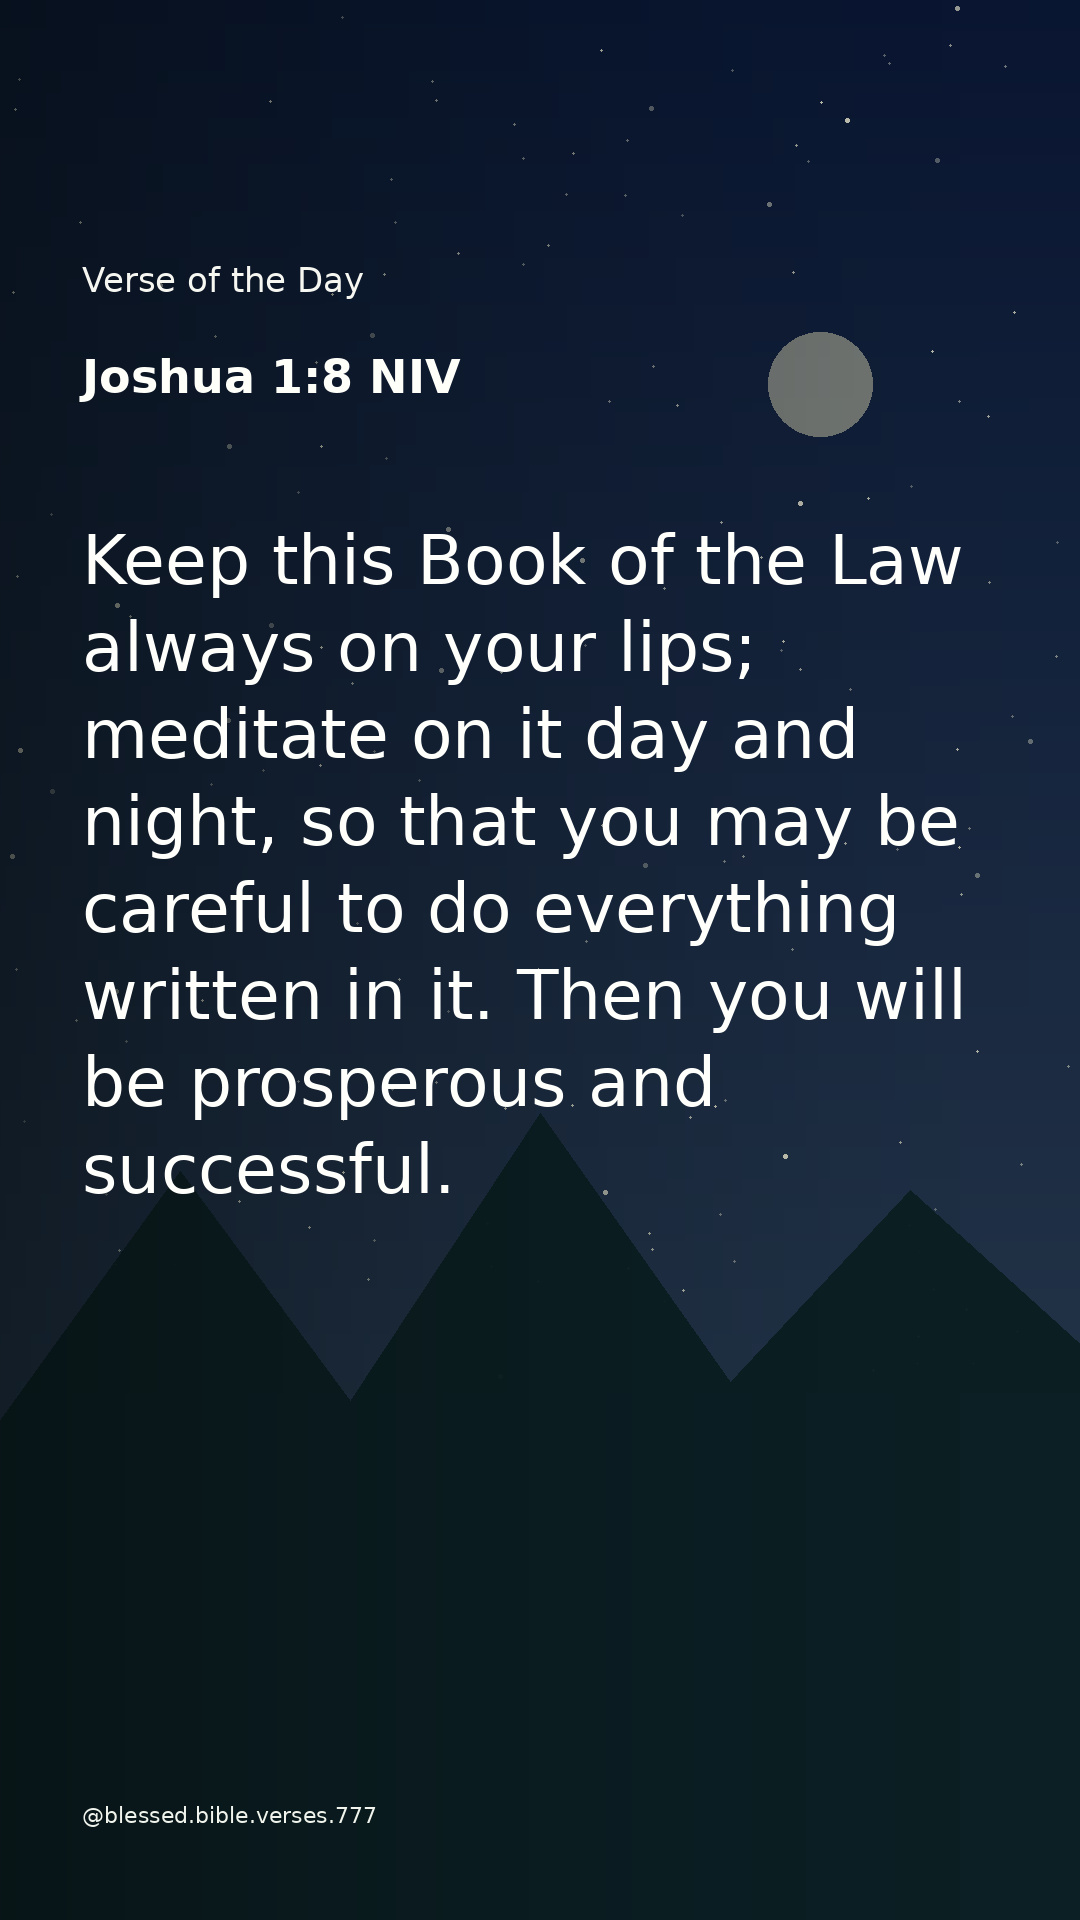 Verse of the Day
Joshua 1:8 NIV
Keep this Book of the Law
always on your lips;
meditate on it day and
night, so that you may be
careful to do everything
written in it. Then you will
be prosperous and
successful.
@blessed.bible.verses.777